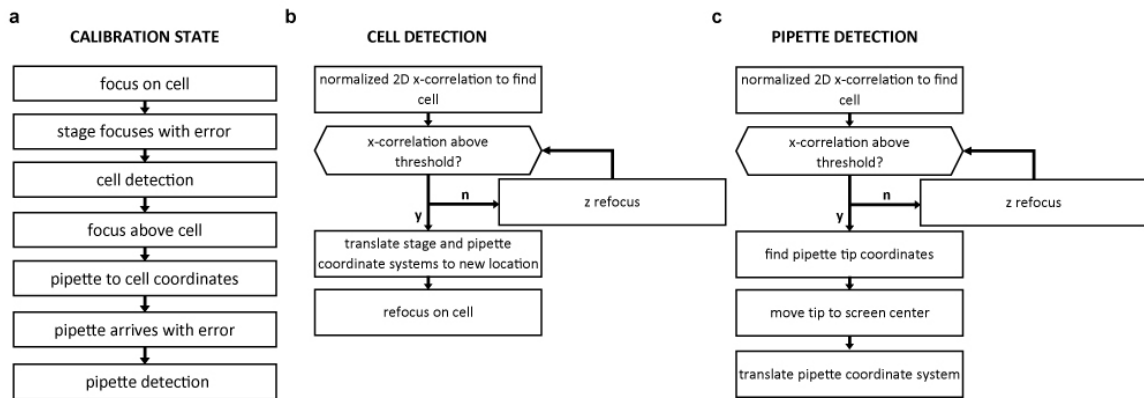 a
CALIBRATION STATE
focus on cell
stage focuses with error
cell detection
focus above cell
pipette to cell coordinates
pipette arrives with error
pipette detection
b
CELL DETECTION
normalized 2D x-correlation to find
cell
x-correlation above
threshold?
n
z refocus
y
translate stage and pipette
coordinate systems to new location
refocus on cell
c
PIPETTE DETECTION
normalized 2D x-correlation to find
cell
x-correlation above
threshold?
n
z refocus
y
find pipette tip coordinates
move tip to screen center
translate pipette coordinate system